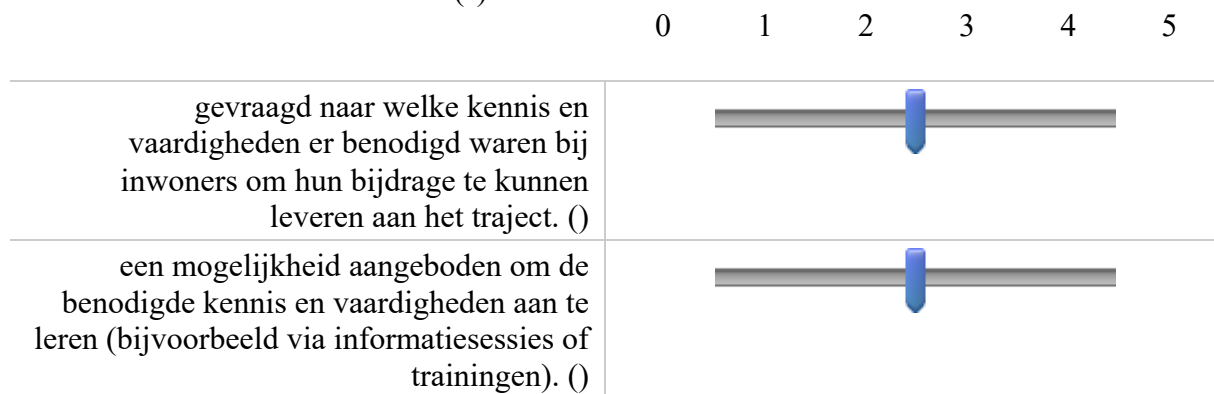 0 1 2 3 4 5
gevraagd naar welke kennis en
vaardigheden er benodigd waren bij
inwoners om hun bijdrage te kunnen
leveren aan het traject. ()
een mogelijkheid aangeboden om de
benodigde kennis en vaardigheden aan te
leren (bijvoorbeeld via informatiesessies of
trainingen). ()